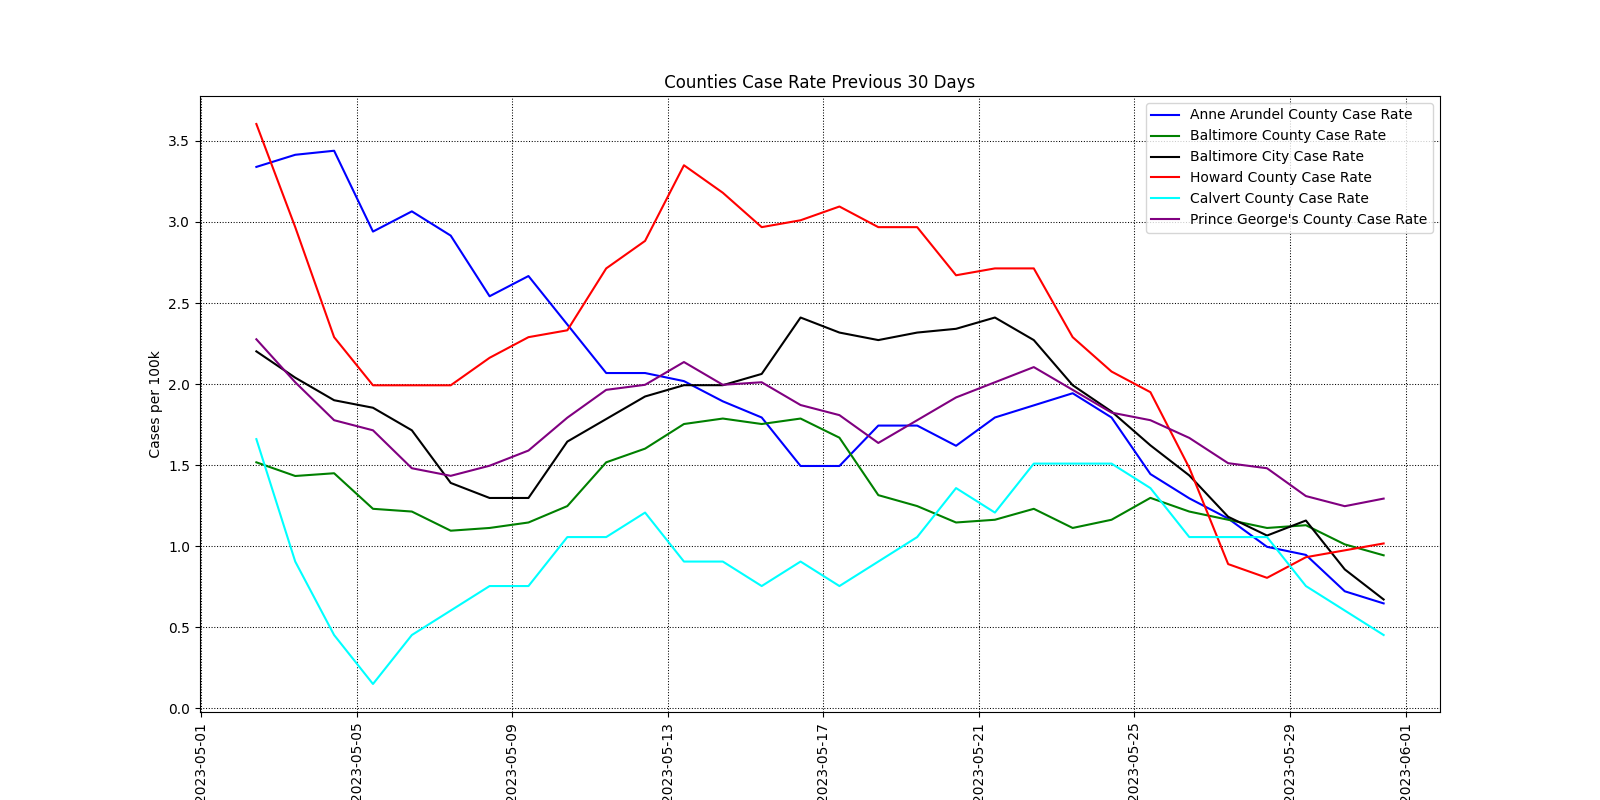 Counties Case Rate Previous 30 Days
Anne Arundel County Case Rate
Baltimore County Case Rate
Baltimore City Case Rate
Howard County Case Rate
Calvert County Case Rate
Prince George's County Case Rate
Cases per 100k
3.5
3.0
2.5
2.0
1.5
1.0
0.5
0.0
2023-05-01
2023-05-05
2023-05-09
2023-05-13
2023-05-17
2023-05-21
2023-05-25
2023-05-29
2023-06-01